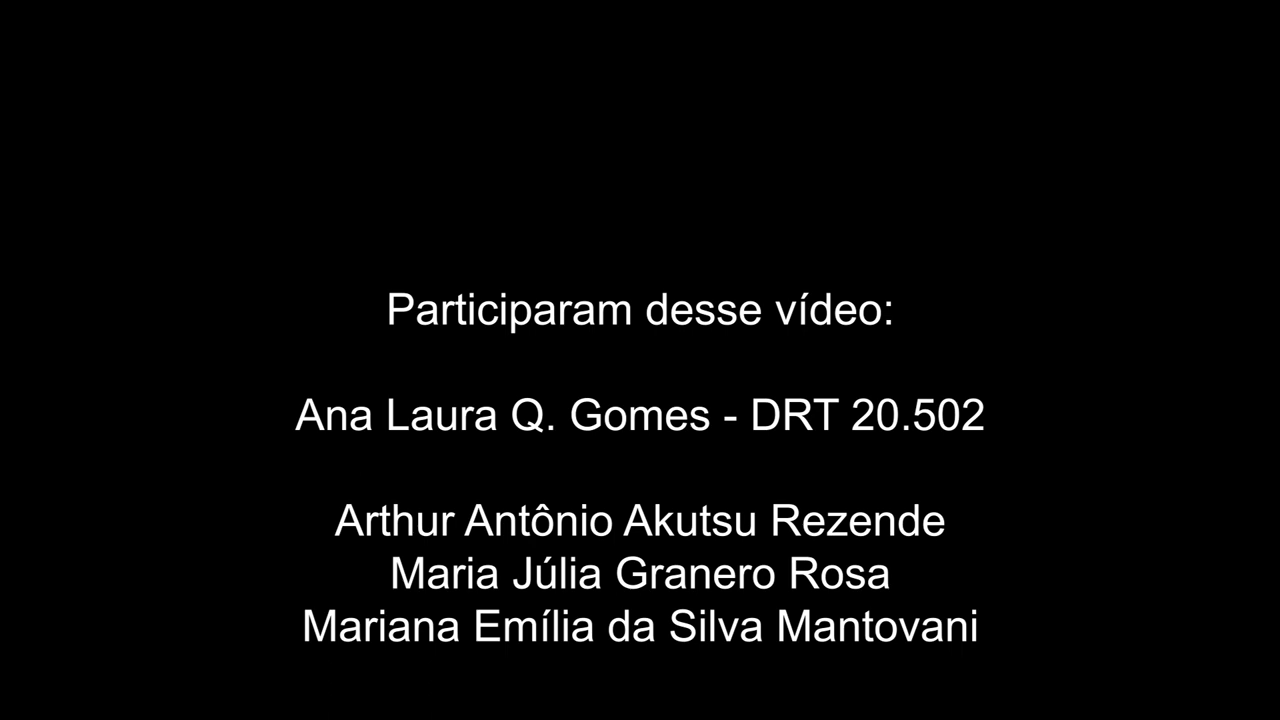 Participaram desse vídeo:
Ana Laura Q. Gomes - DRT 20.502
Arthur Antônio Akutsu Rezende
Maria Júlia Granero Rosa
Mariana Emília da Silva Mantovani